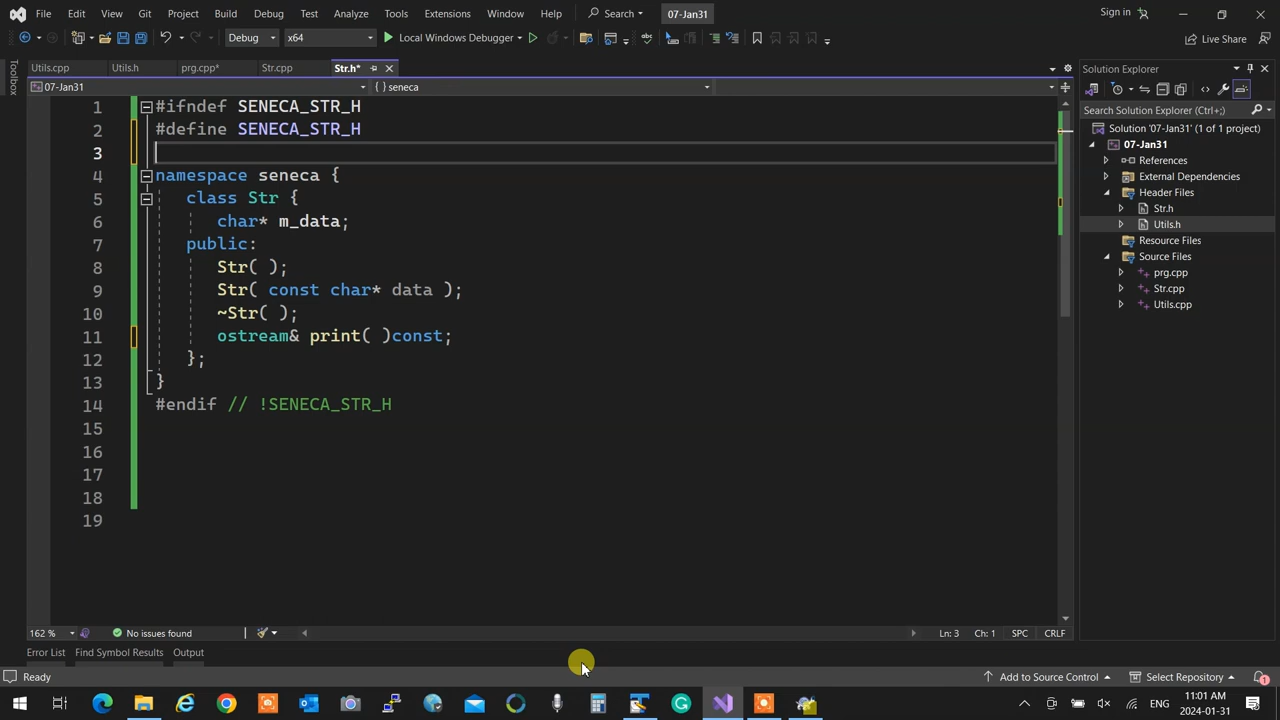 File Edit View Git Project Build Debug Test Analyze Tools Extensions Window Help Search 07-Jan31 Sign in
Debug x64 Local Windows Debugger Live Share
Toolbox
Utils.cpp Utils.h prg.cpp* Str.cpp Str.h*
07-Jan31 {} seneca
1 #ifndef SENECA_STR_H
2 #define SENECA_STR_H
3
4 namespace seneca {
5 class Str {
6 char* m_data;
7 public:
8 Str( );
9 Str( const char* data );
10 ~Str( );
11 ostream& print( )const;
12 };
13 }
14 #endif // !SENECA_STR_H
15
16
17
18
19
162 % No issues found Ln: 3 Ch: 1 SPC CRLF
Error List Find Symbol Results Output
Solution Explorer
Search Solution Explorer (Ctrl+;)
Solution '07-Jan31' (1 of 1 project)
07-Jan31
References
External Dependencies
Header Files
Str.h
Utils.h
Resource Files
Source Files
prg.cpp
Str.cpp
Utils.cpp
Ready Add to Source Control Select Repository 1
ENG 11:01 AM
2024-01-31